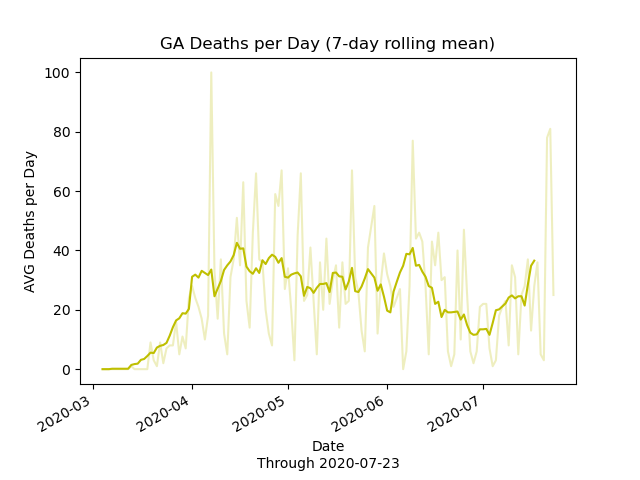 GA Deaths per Day (7-day rolling mean)
100
80
60
40
20
0
AVG Deaths per Day
2020-03
2020-04
2020-05
2020-06
2020-07
Date
Through 2020-07-23